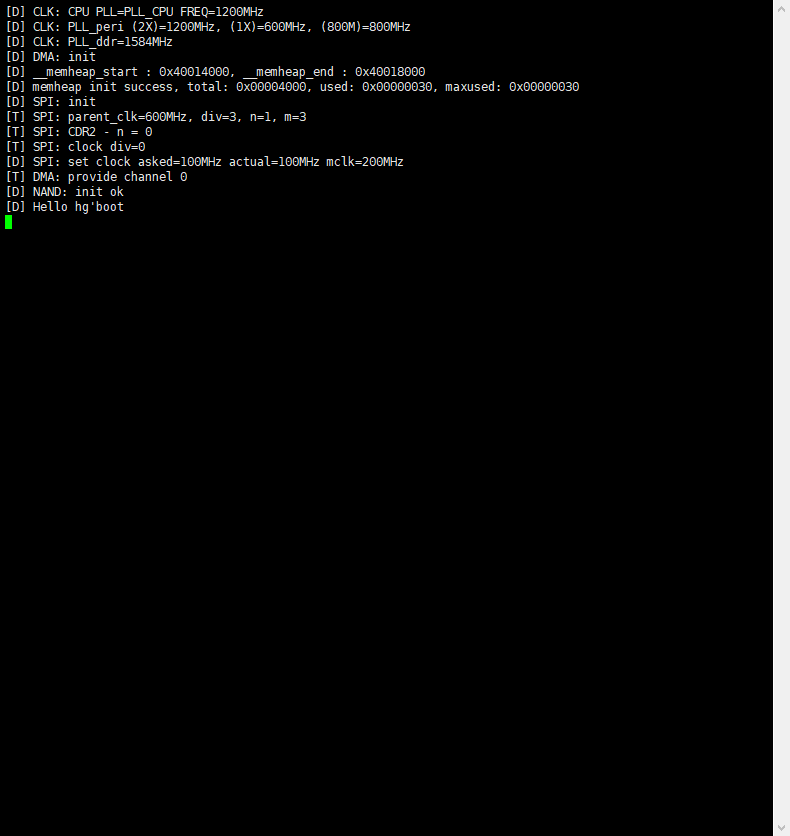 [D] CLK: CPU PLL=PLL_CPU FREQ=1200MHz
[D] CLK: PLL_peri (2X)=1200MHz, (1X)=600MHz, (800M)=800MHz
[D] CLK: PLL_ddr=1584MHz
[D] DMA: init
[D] __memheap_start : 0x40014000, __memheap_end : 0x40018000
[D] memheap init success, total: 0x00004000, used: 0x00000030, maxused: 0x00000030
[D] SPI: init
[T] SPI: parent_clk=600MHz, div=3, n=1, m=3
[T] SPI: CDR2 - n = 0
[T] SPI: clock div=0
[D] SPI: set clock asked=100MHz actual=100MHz mclk=200MHz
[T] DMA: provide channel 0
[D] NAND: init ok
[D] Hello hg'boot